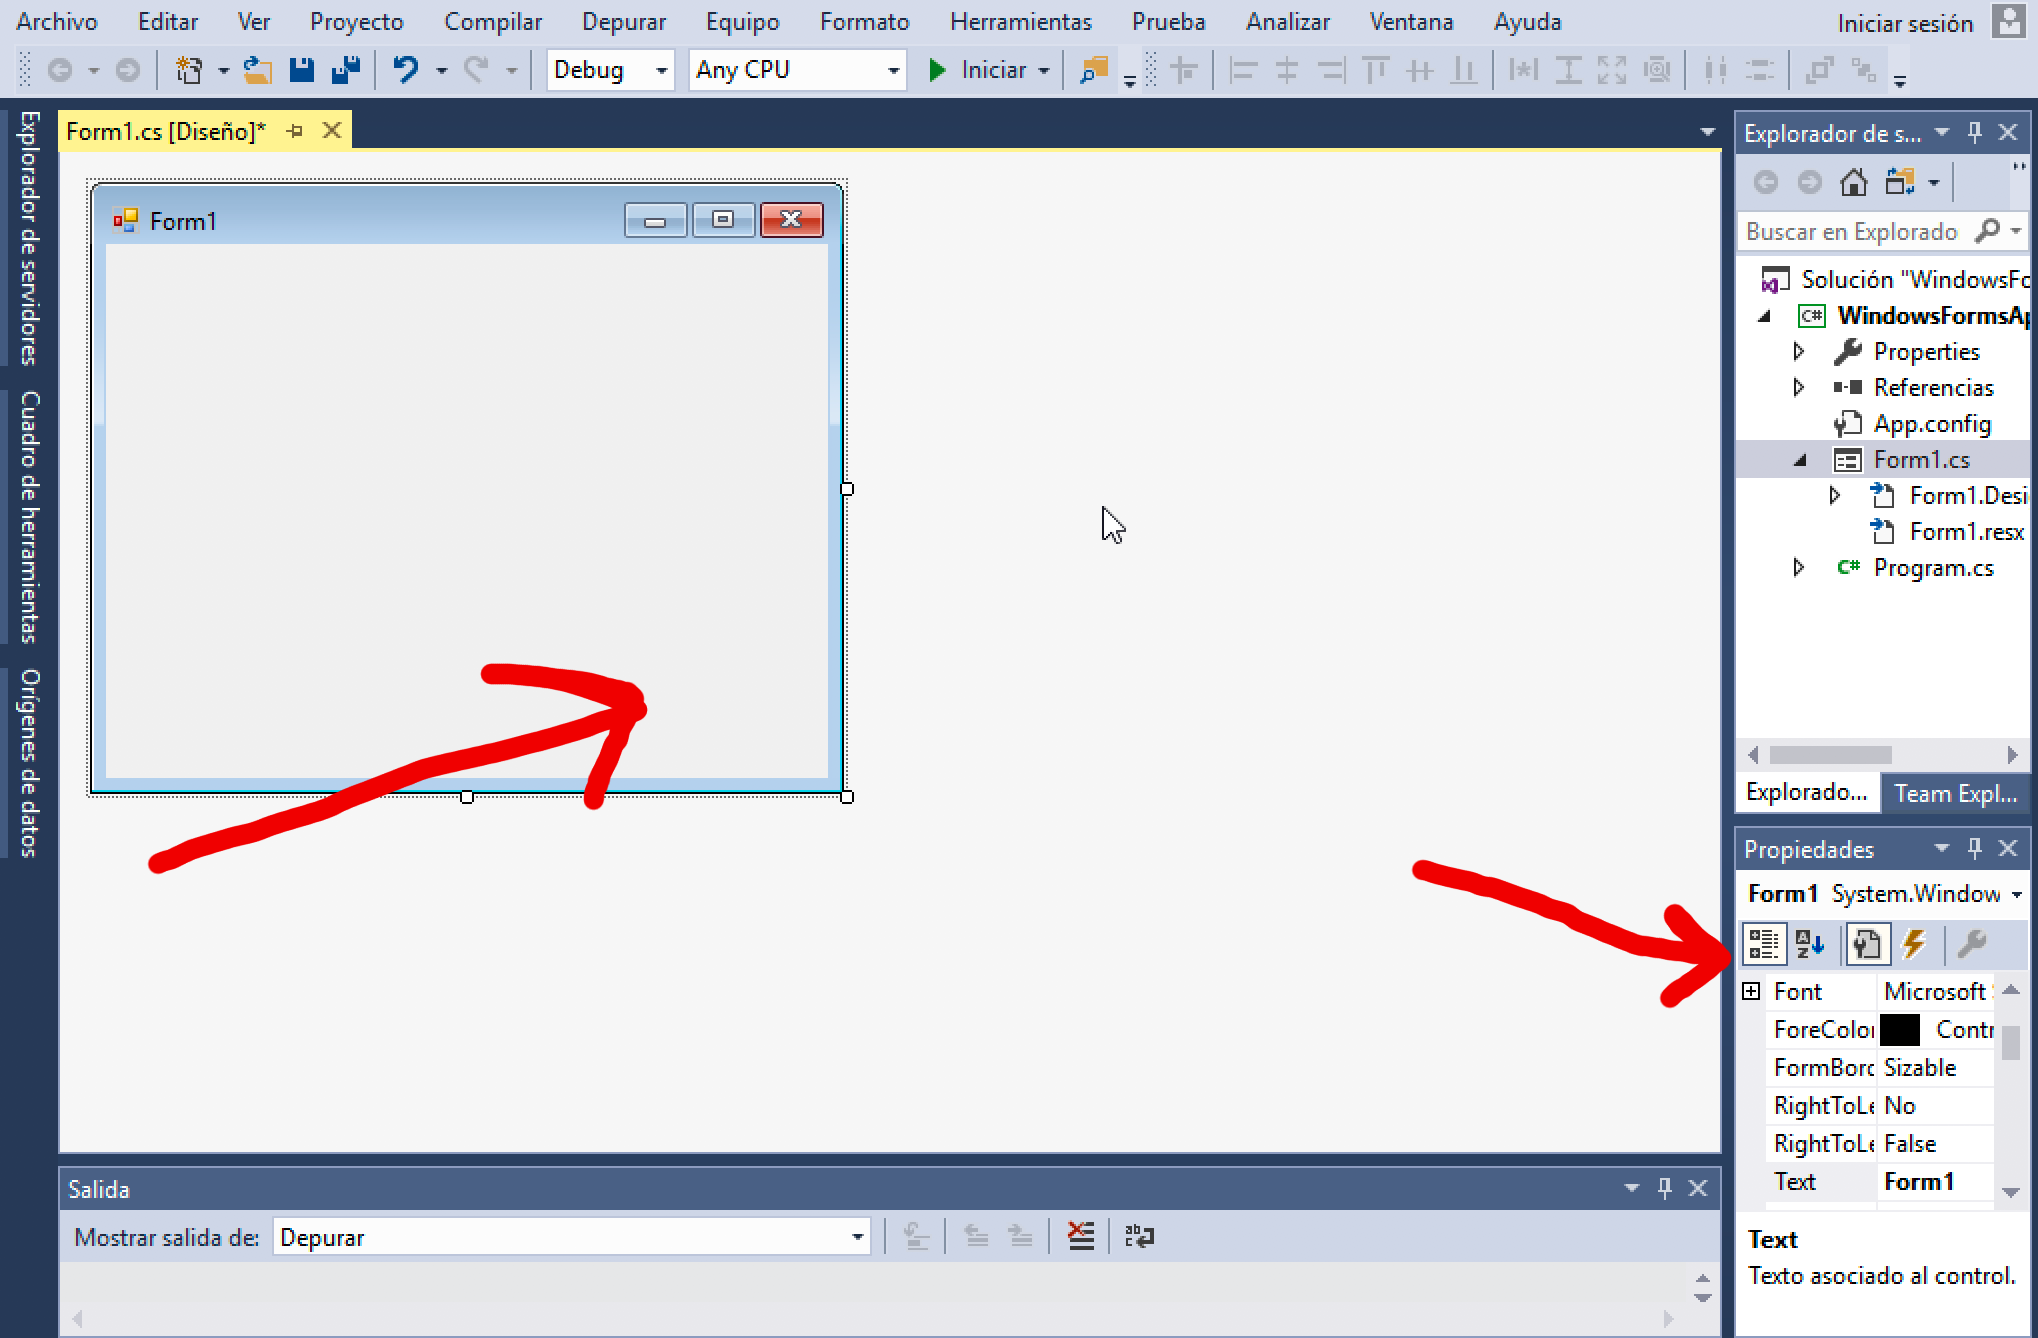 Archivo Editar Ver Proyecto Compilar Depurar Equipo Formato Herramientas Prueba Analizar Ventana Ayuda Iniciar sesión
Debug Any CPU Iniciar
Explorador de servidores
Cuadro de herramientas
Orígenes de datos
Form1.cs [Diseño]*
Form1
Explorador de s...
Buscar en Explorado
Solución "WindowsFo
C# WindowsFormsAp
Properties
Referencias
App.config
Form1.cs
Form1.Desi
Form1.resx
C# Program.cs
Explorado... Team Expl...
Propiedades
Form1 System.Window
Font Microsoft
ForeColor Contr
FormBorc Sizable
RightToLe No
RightToLe False
Text Form1
Text
Texto asociado al control.
Salida
Mostrar salida de: Depurar